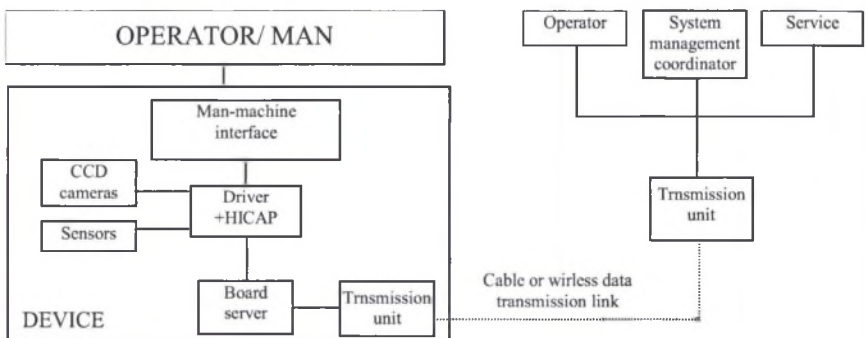 OPERATOR/ MAN
Man-machine
interface
CCD
cameras
Driver
+HICAP
Sensors
Board
server
Trnsmission
unit
DEVICE
Operator
System
management
coordinator
Service
Trnsmission
unit
Cable or wirless data
transmission link